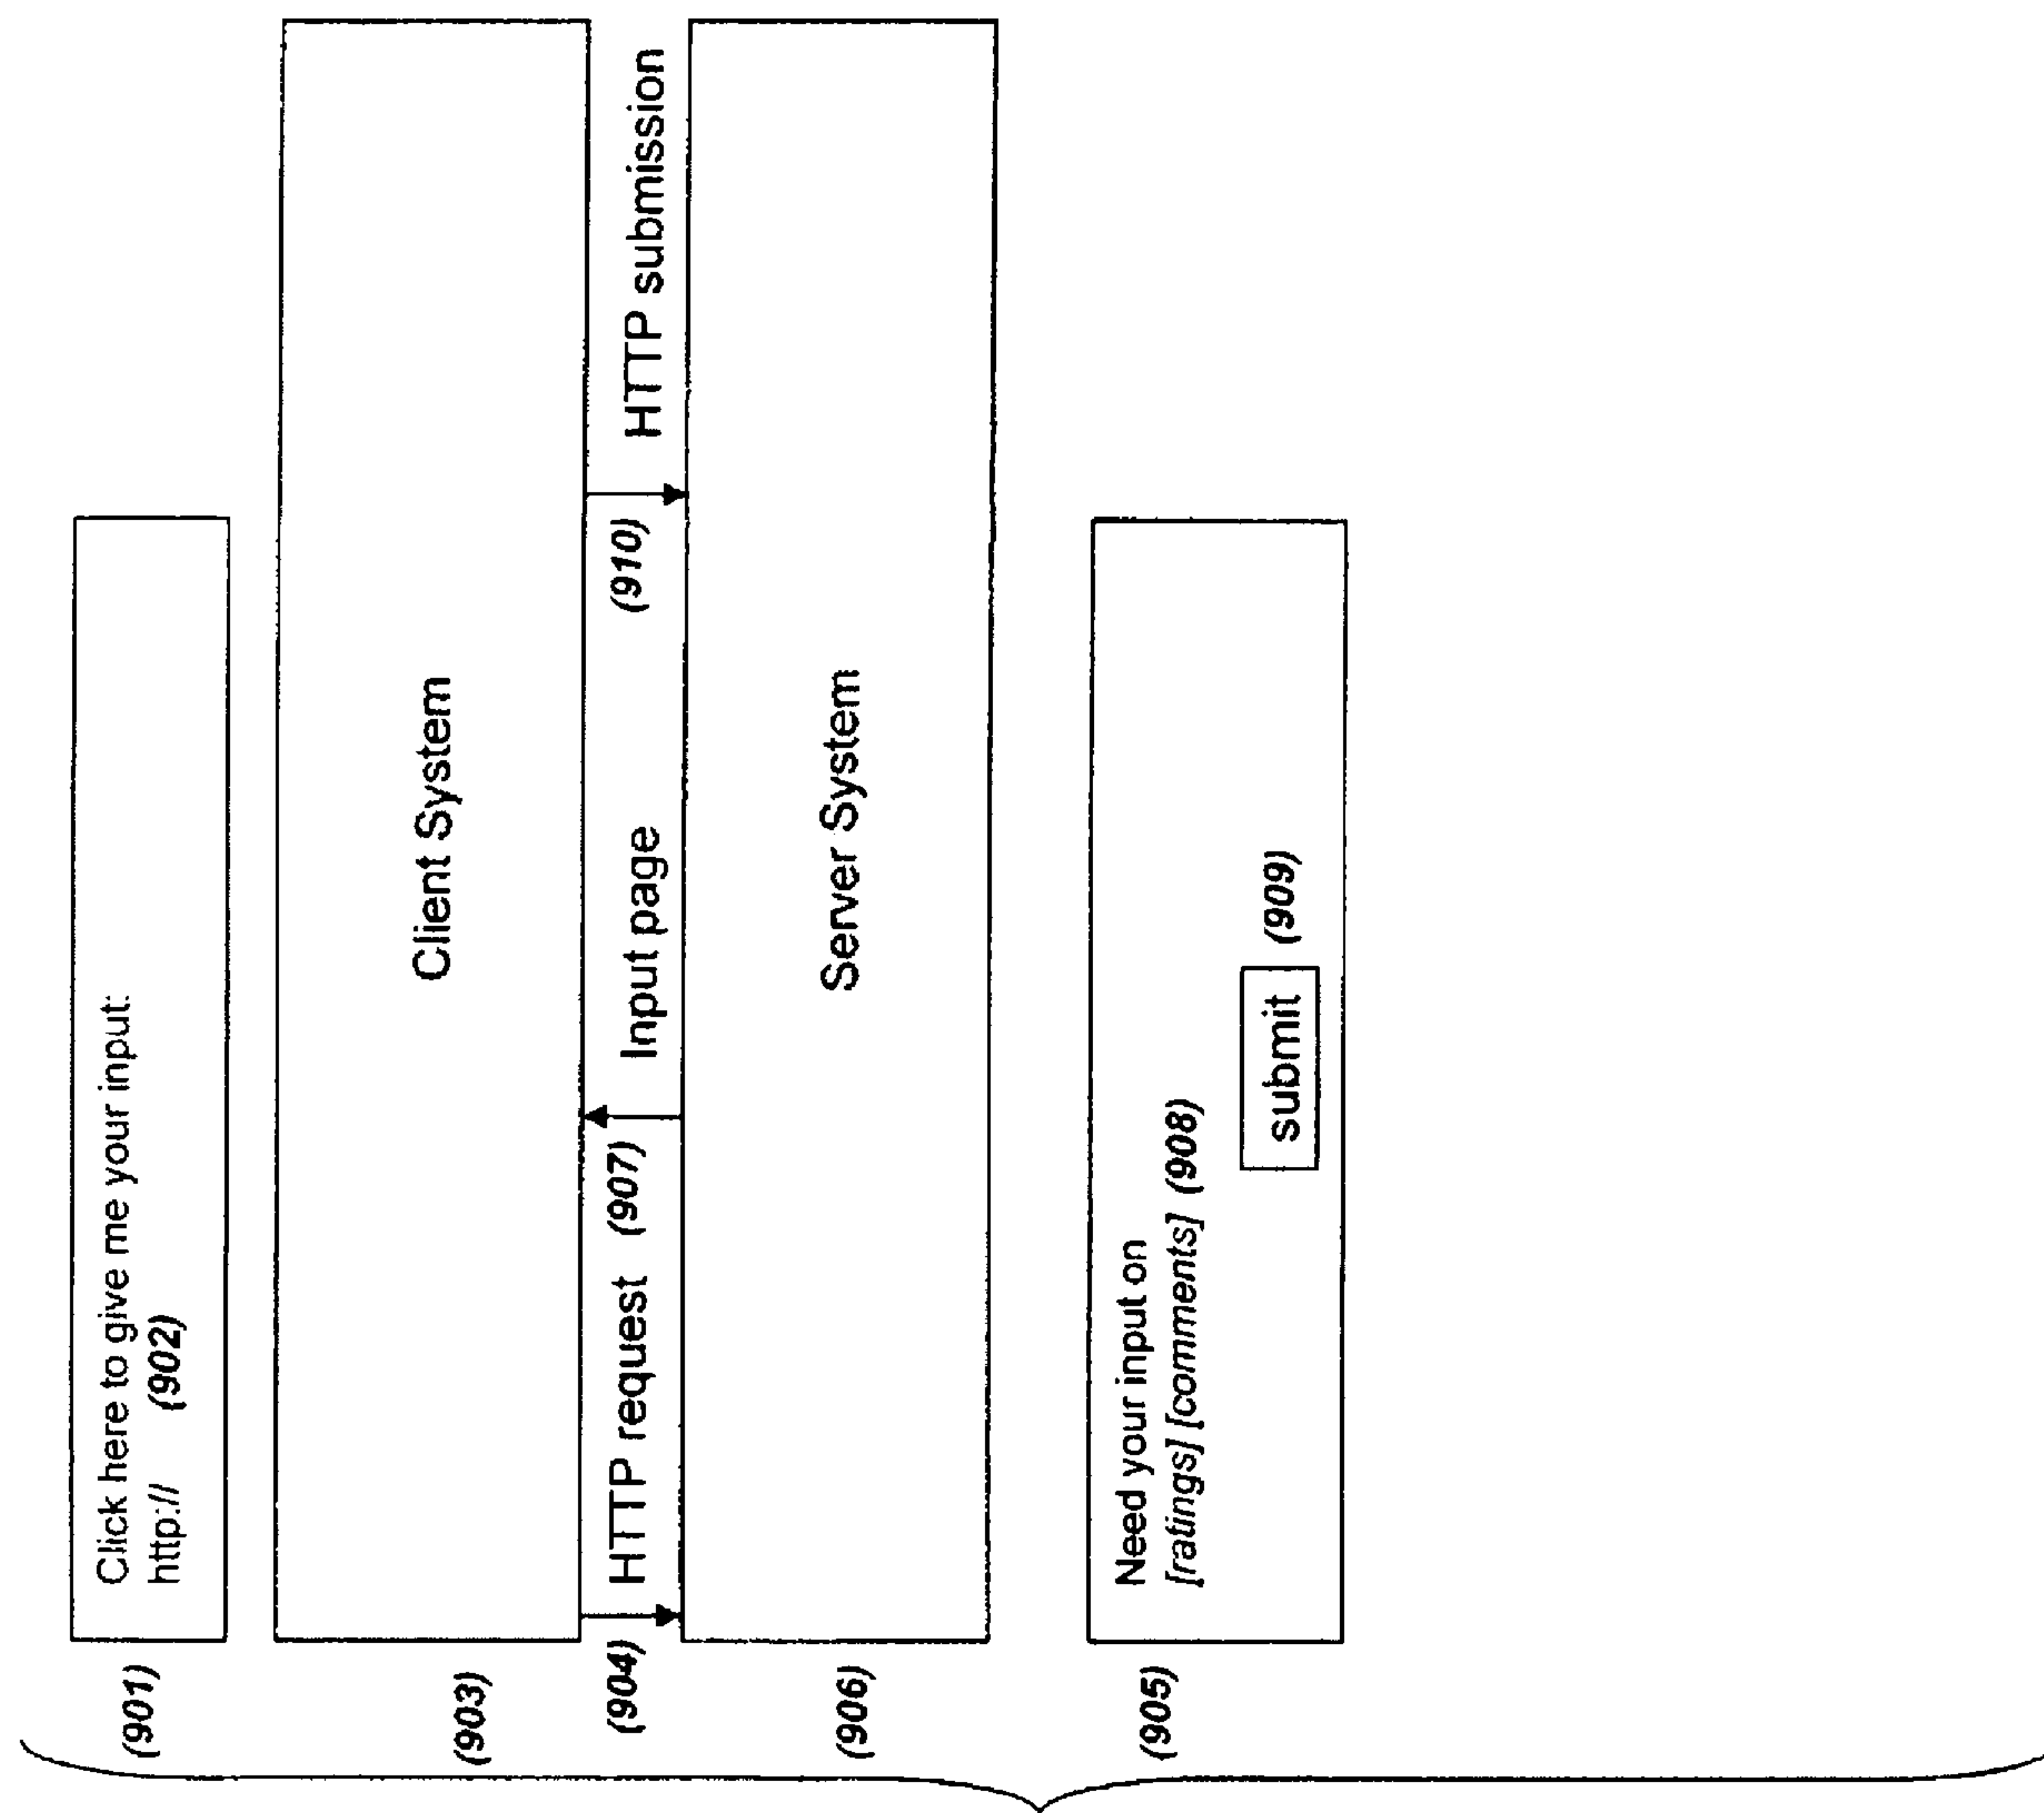 (901)
Click here to give me your input:
http:// (902)
(903)
Client System
(904) HTTP request (907) Input page (910) HTTP submission
(906)
Server System
(905)
Need your input on
[ratings] [comments] (908)
submit (909)